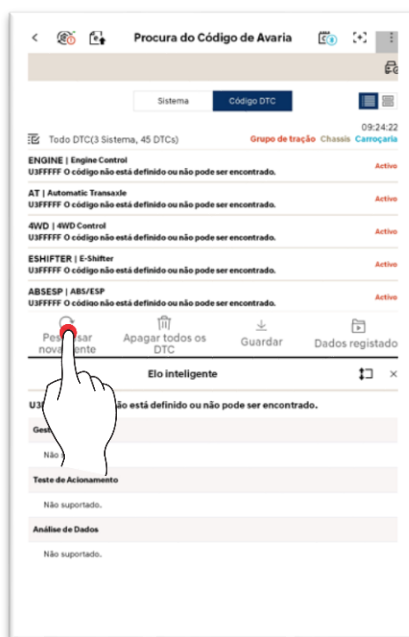 Procura do Código de Avaria
Sistema
Código DTC
09:24:22
Todo DTC(3 Sistema, 45 DTCs)
Grupo de tração Chassis Carroçaria
ENGINE | Engine Control
U3FFFFF O código não está definido ou não pode ser encontrado.
Activo
AT | Automatic Transaxle
U3FFFFF O código não está definido ou não pode ser encontrado.
Activo
4WD | 4WD Control
U3FFFFF O código não está definido ou não pode ser encontrado.
Activo
ESHIFTER | E-Shifter
U3FFFFF O código não está definido ou não pode ser encontrado.
Activo
ABSESP | ABS/ESP
U3FFFFF O código não está definido ou não pode ser encontrado.
Activo
Apagar todos os
DTC
Guardar
Dados registado
Elo inteligente
está definido ou não pode ser encontrado.
Não
Teste de Acionamento
Não suportado.
Análise de Dados
Não suportado.